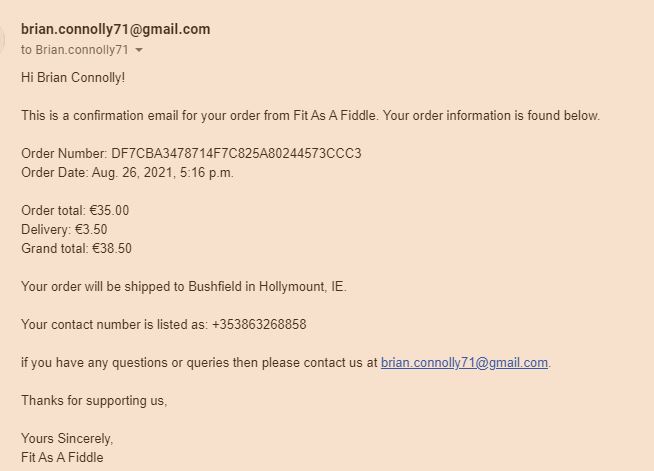 brian.connolly71@gmail.com
to Brian.connolly71
Hi Brian Connolly!
This is a confirmation email for your order from Fit As A Fiddle. Your order information is found below.
Order Number: DF7CBA3478714F7C825A80244573CCC3
Order Date: Aug. 26, 2021, 5:16 p.m.
Order total: €35.00
Delivery: €3.50
Grand total: €38.50
Your order will be shipped to Bushfield in Hollymount, IE.
Your contact number is listed as: +353863268858
if you have any questions or queries then please contact us at brian.connolly71@gmail.com.
Thanks for supporting us,
Yours Sincerely,
Fit As A Fiddle